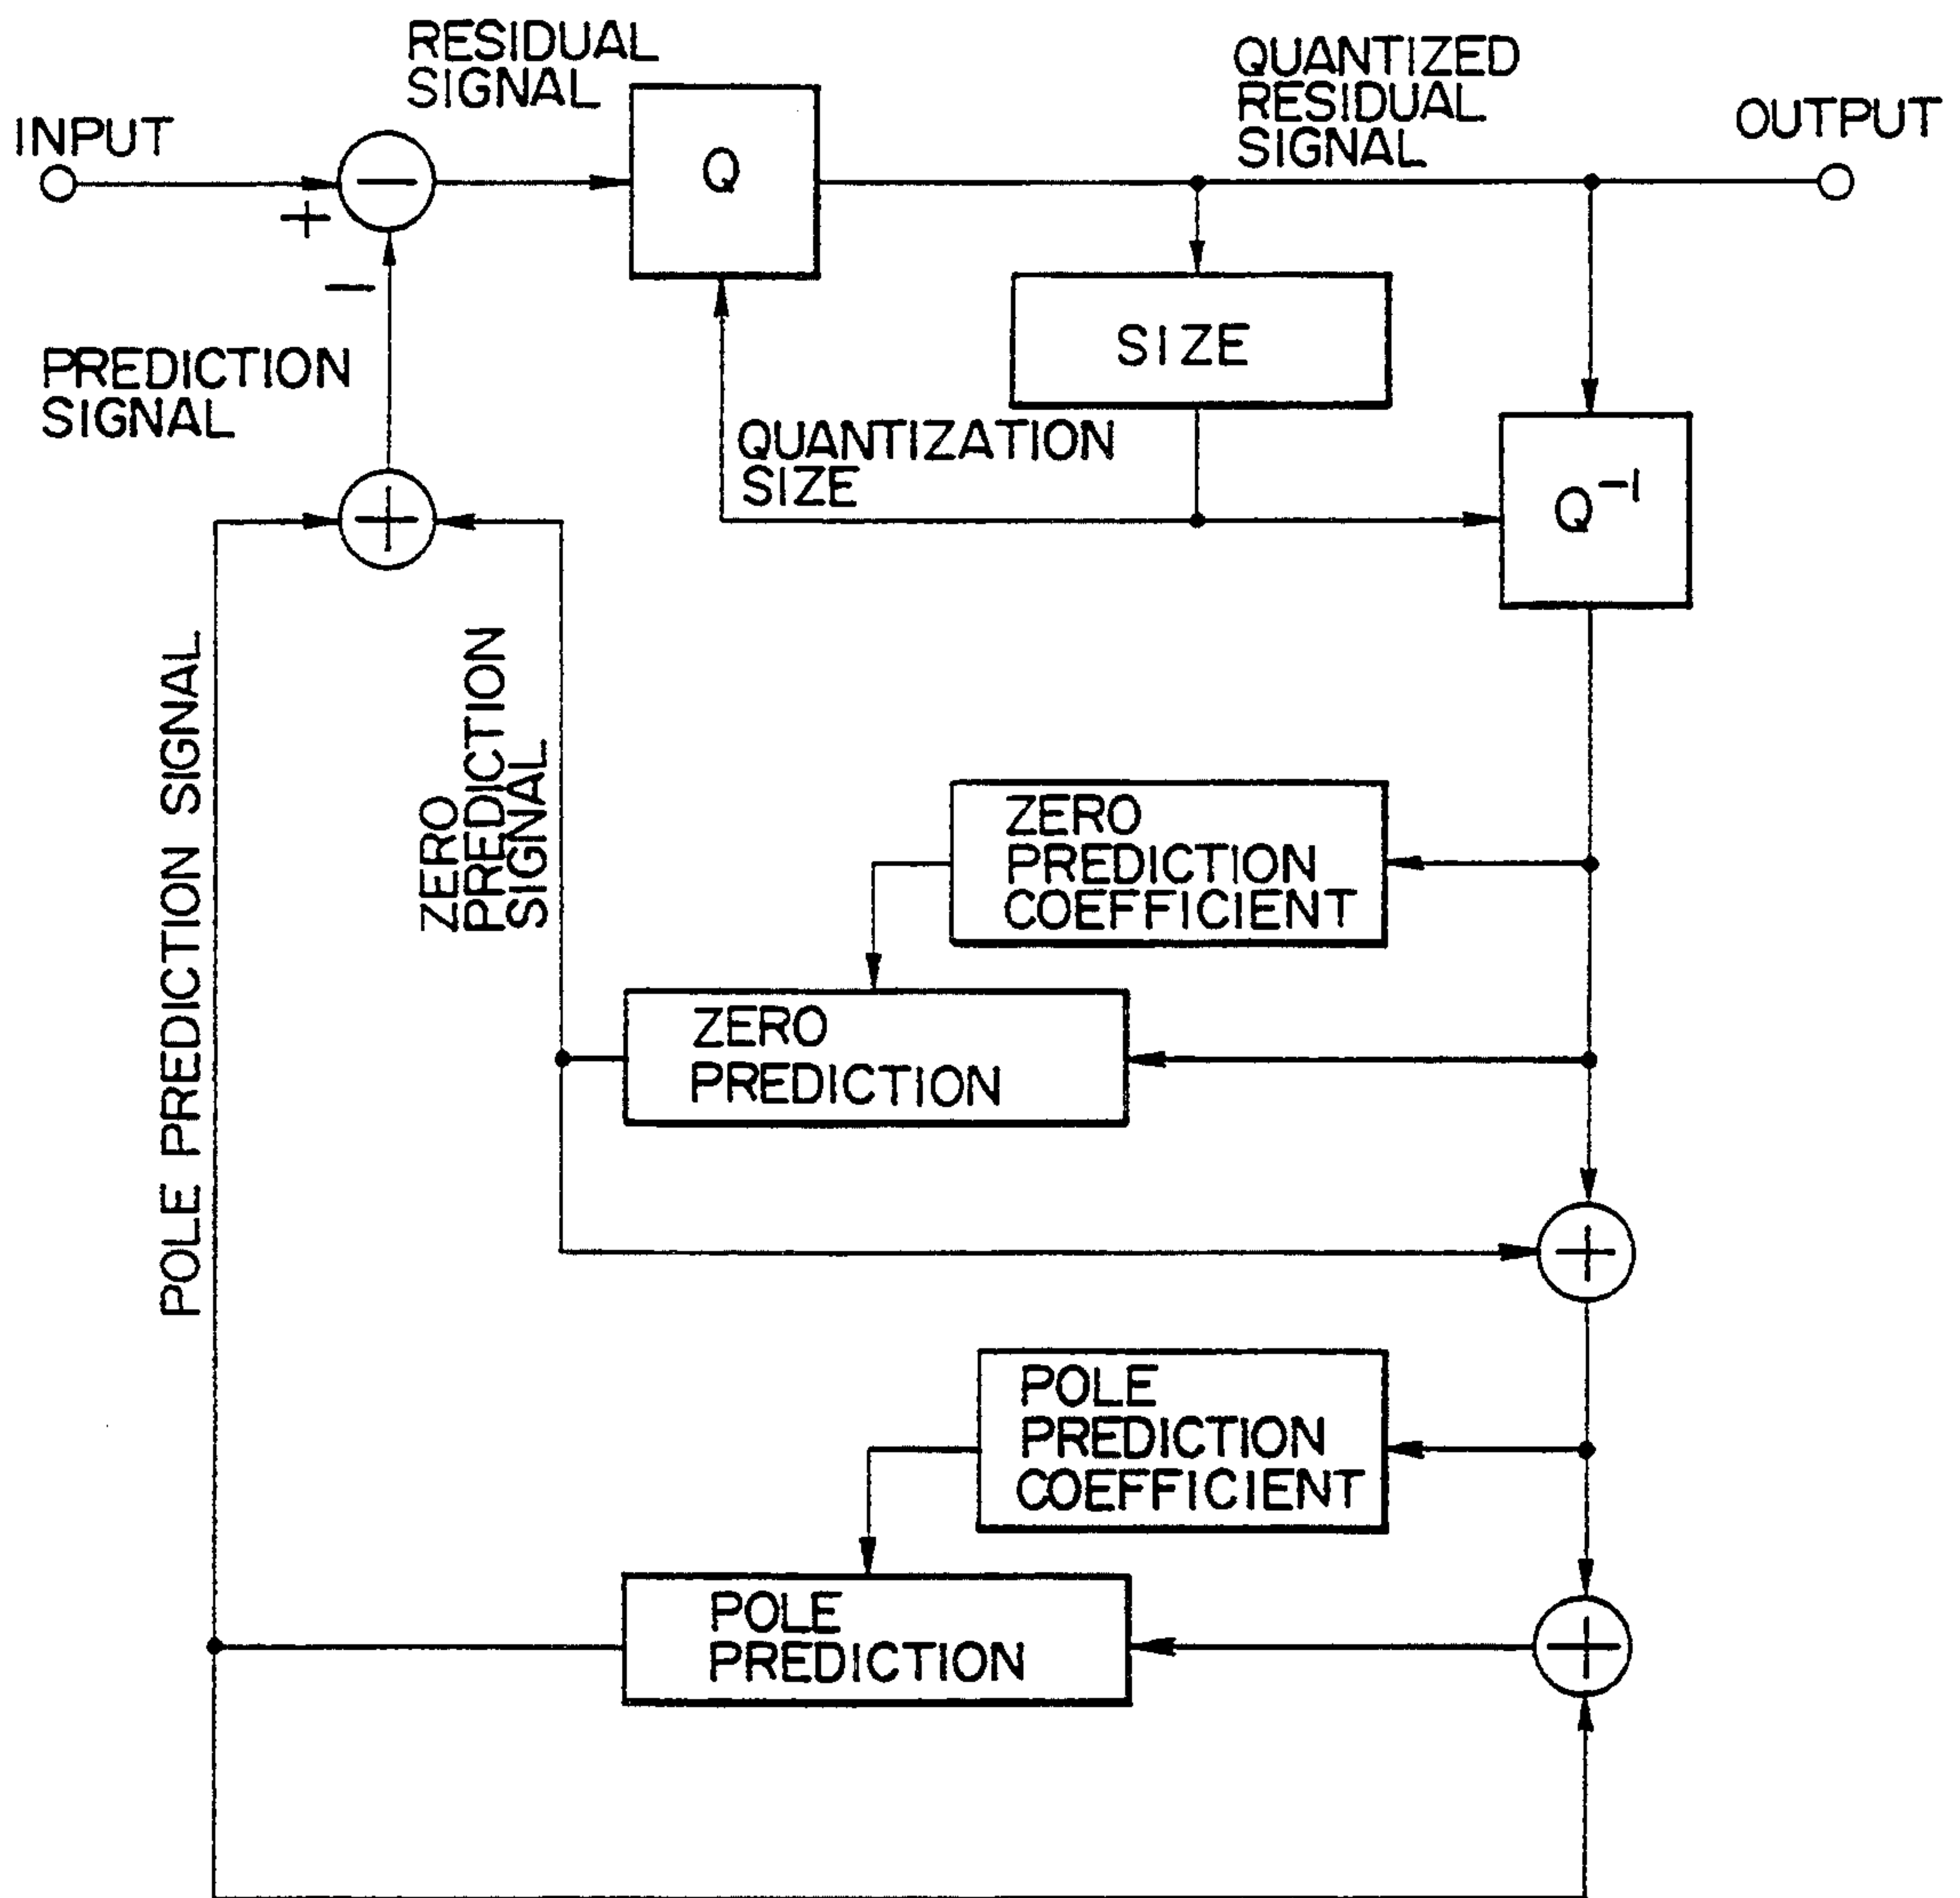 RESIDUAL
SIGNAL
QUANTIZED
RESIDUAL
SIGNAL
INPUT
OUTPUT
−
+
−
Q
SIZE
PREDICTION
SIGNAL
QUANTIZATION
SIZE
+
Q⁻¹
POLE PREDICTION SIGNAL
ZERO
PREDICTION
SIGNAL
ZERO
PREDICTION
COEFFICIENT
ZERO
PREDICTION
+
POLE
PREDICTION
COEFFICIENT
POLE
PREDICTION
+